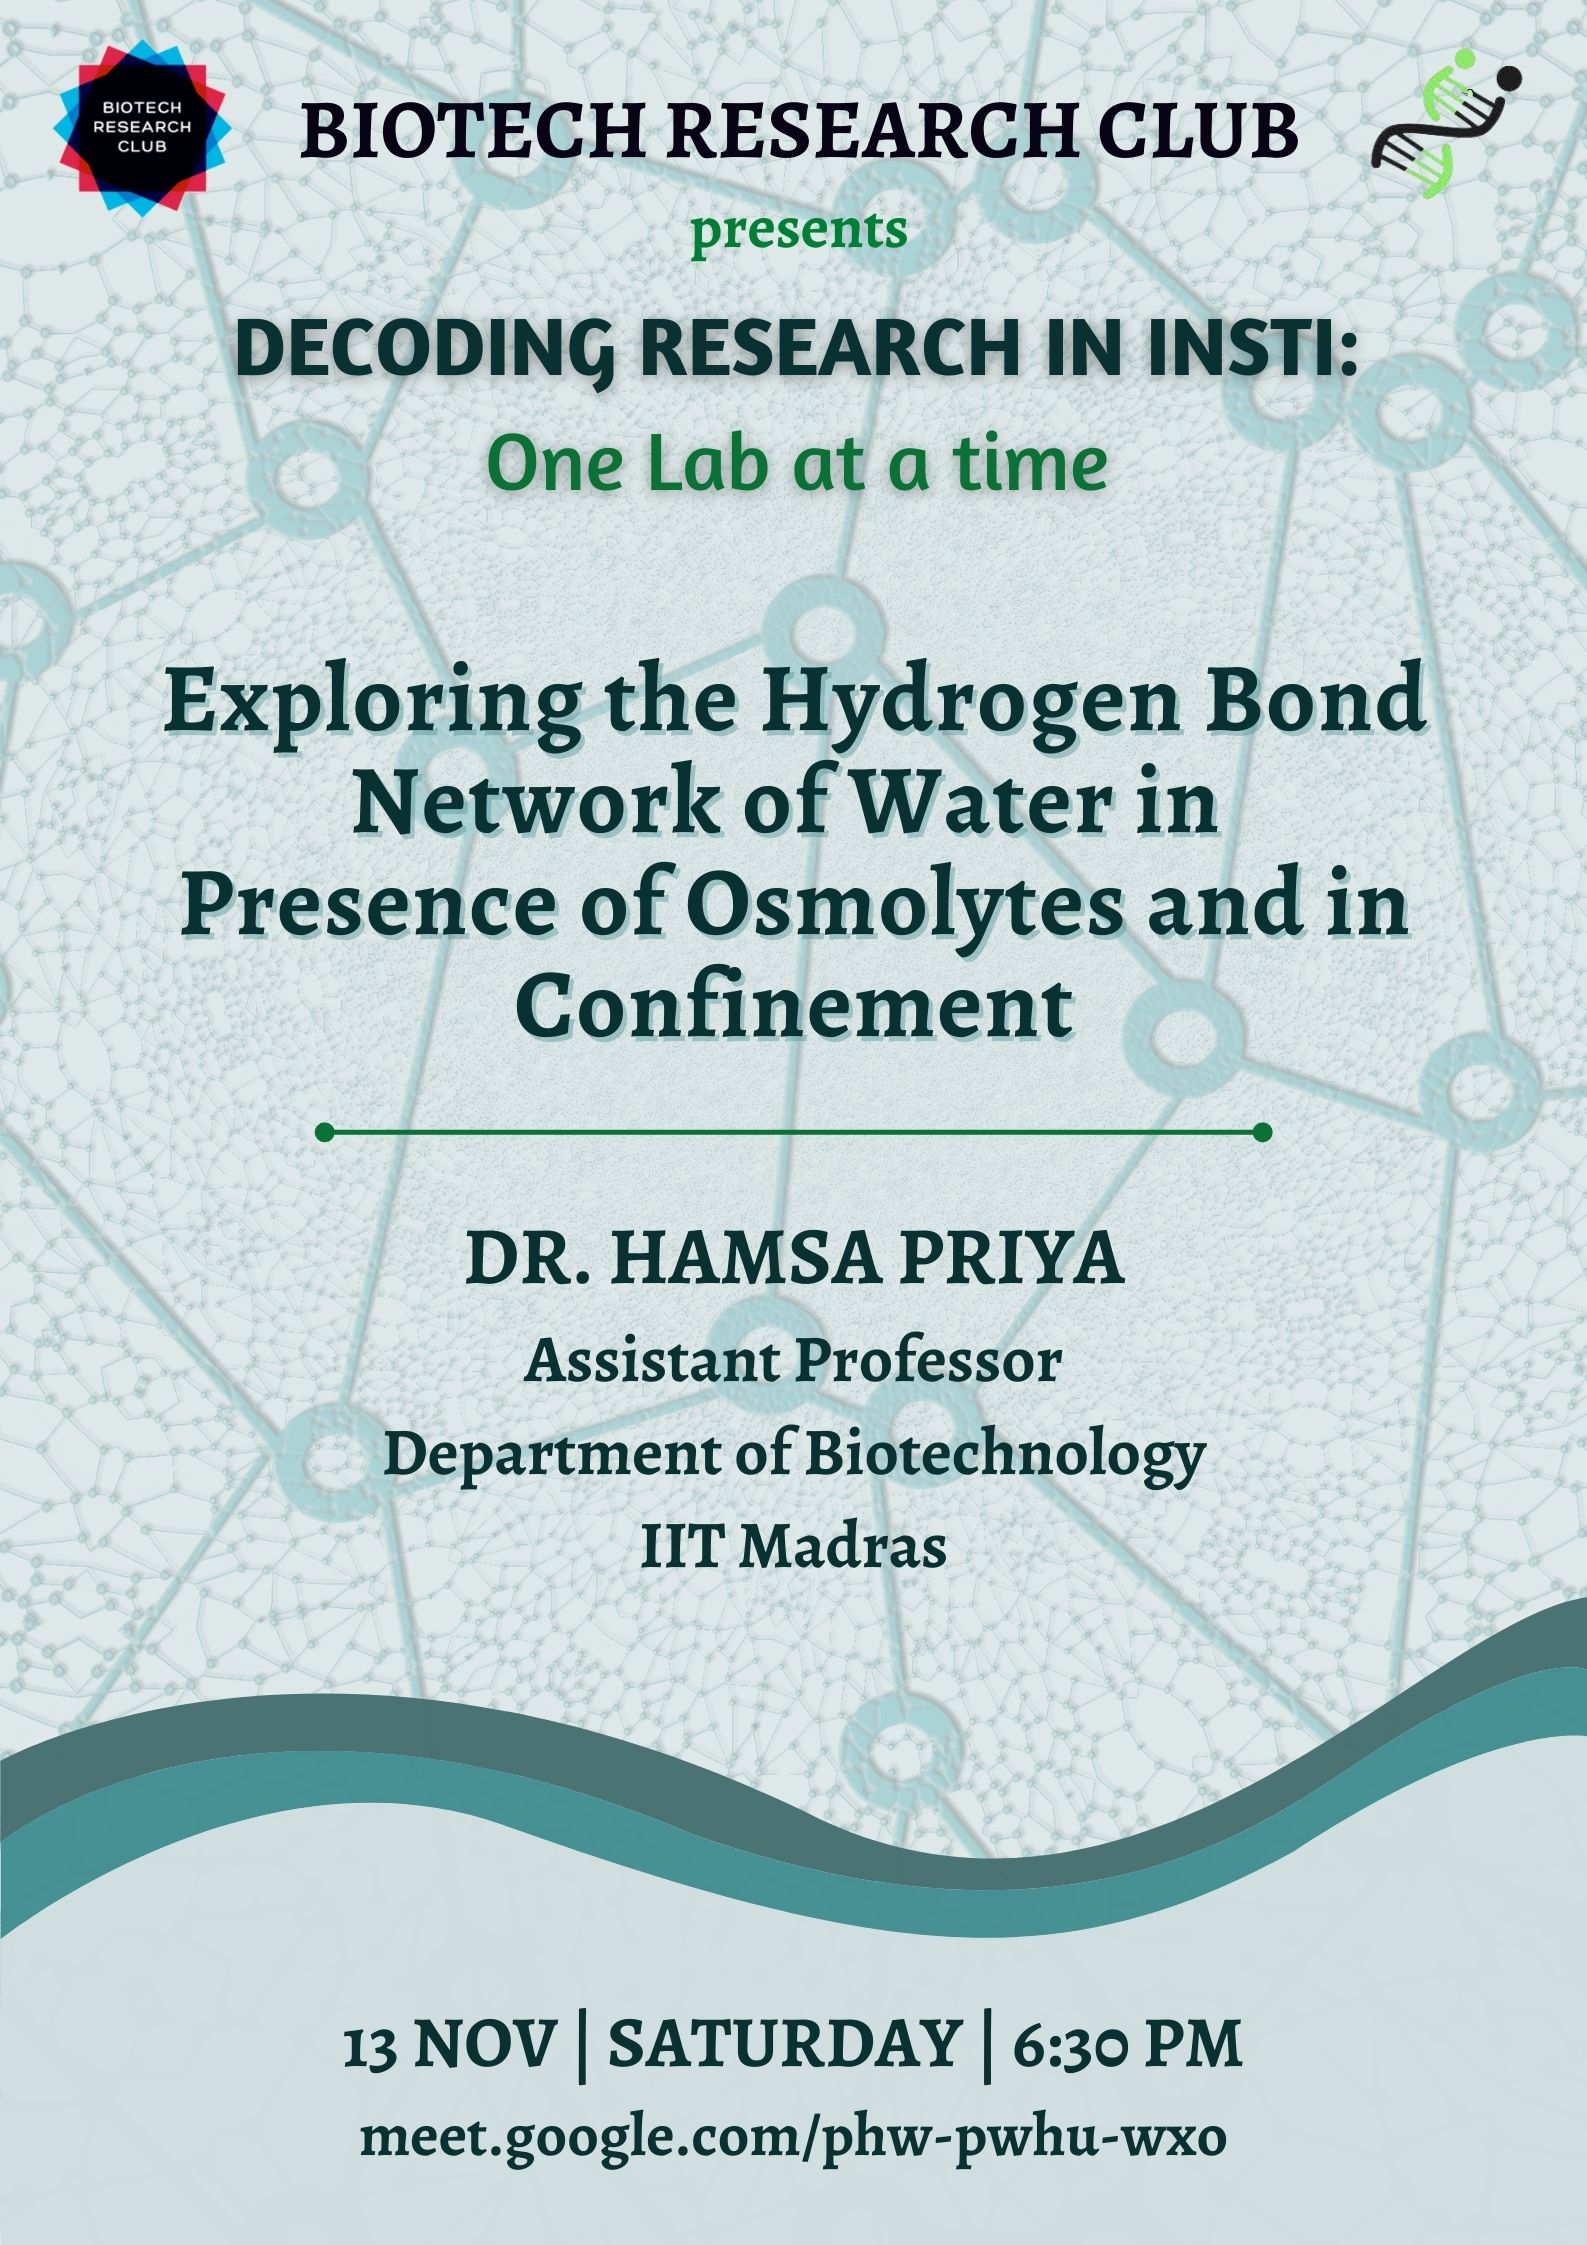 BIOTECH
RESEARCH
CLUB
BIOTECH RESEARCH CLUB
presents
DECODING RESEARCH IN INSTI:
One Lab at a time
Exploring the Hydrogen Bond
Network of Water in
Presence of Osmolytes and in
Confinement
DR. HAMSA PRIYA
Assistant Professor
Department of Biotechnology
IIT Madras
13 NOV | SATURDAY | 6:30 PM
meet.google.com/phw-pwhu-wxo